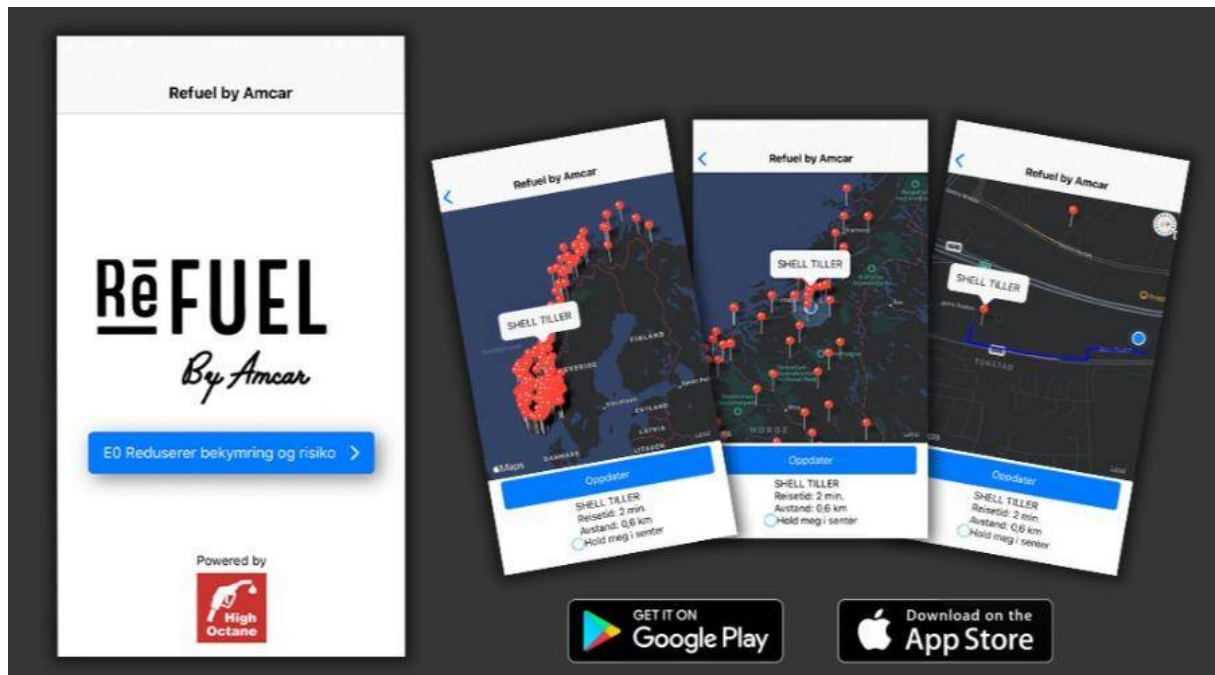 Refuel by Amcar
RēFUEL
By Amcar
E0 Reduserer bekymring og risiko
Powered by
High
Octane
Refuel by Amcar
SHELL TILLER
FINLAND
SVERIGE
ESTLAND
LATVIA
LITAUEN
DANMARK
Maps
Oppdater
SHELL TILLER
Reisetid: 2 min.
Avstand: 0,6 km
Hold meg i senter
Refuel by Amcar
SHELL TILLER
NORGE
Oppdater
SHELL TILLER
Reisetid: 2 min.
Avstand: 0,6 km
Hold meg i senter
Refuel by Amcar
SHELL TILLER
TONSTAD
Oppdater
SHELL TILLER
Reisetid: 2 min.
Avstand: 0,6 km
Hold meg i senter
GET IT ON
Google Play
Download on the
App Store